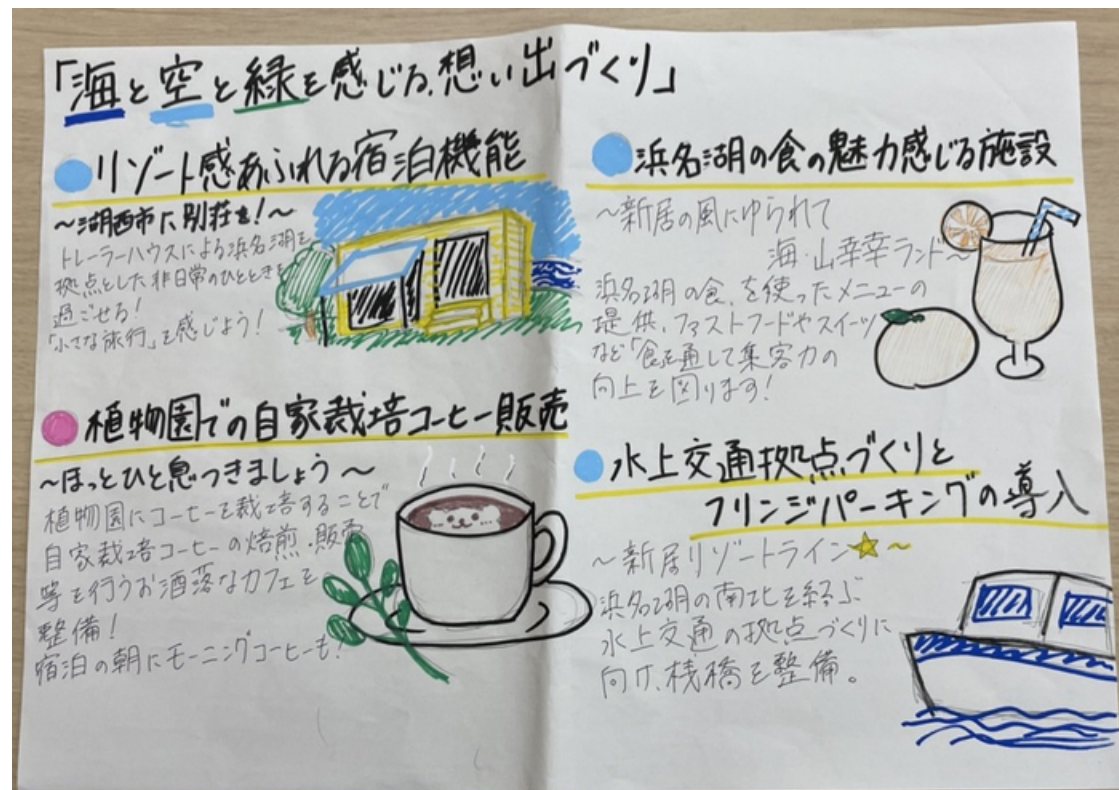 「海と空と緑を感じる、想い出づくり」
リゾート感あふれる宿泊機能
～湖西市に別荘を！～
トレーラーハウスによる浜名湖を
拠点とした非日常のひとときを
過ごせる！
「小さな旅行」を感じよう！
植物園での自家栽培コーヒー販売
～ほっとひと息つきましょう～
植物園にコーヒーを栽培することで
自家栽培コーヒーの焙煎・販売
等を行うお洒落なカフェを
整備！
宿泊の朝にモーニングコーヒーも！
浜名湖の食の魅力感じる施設
～新居の風にゆられて
海・山幸幸ランド～
浜名湖の食、を使ったメニューの
提供、ファストフードやスイーツ
など「食を通して集客力の
向上を図ります！
水上交通拠点づくりと
フリンジパーキングの導入
～新居リゾートライン☆～
浜名湖の南北を結ぶ
水上交通の拠点づくりに
向け、桟橋を整備。